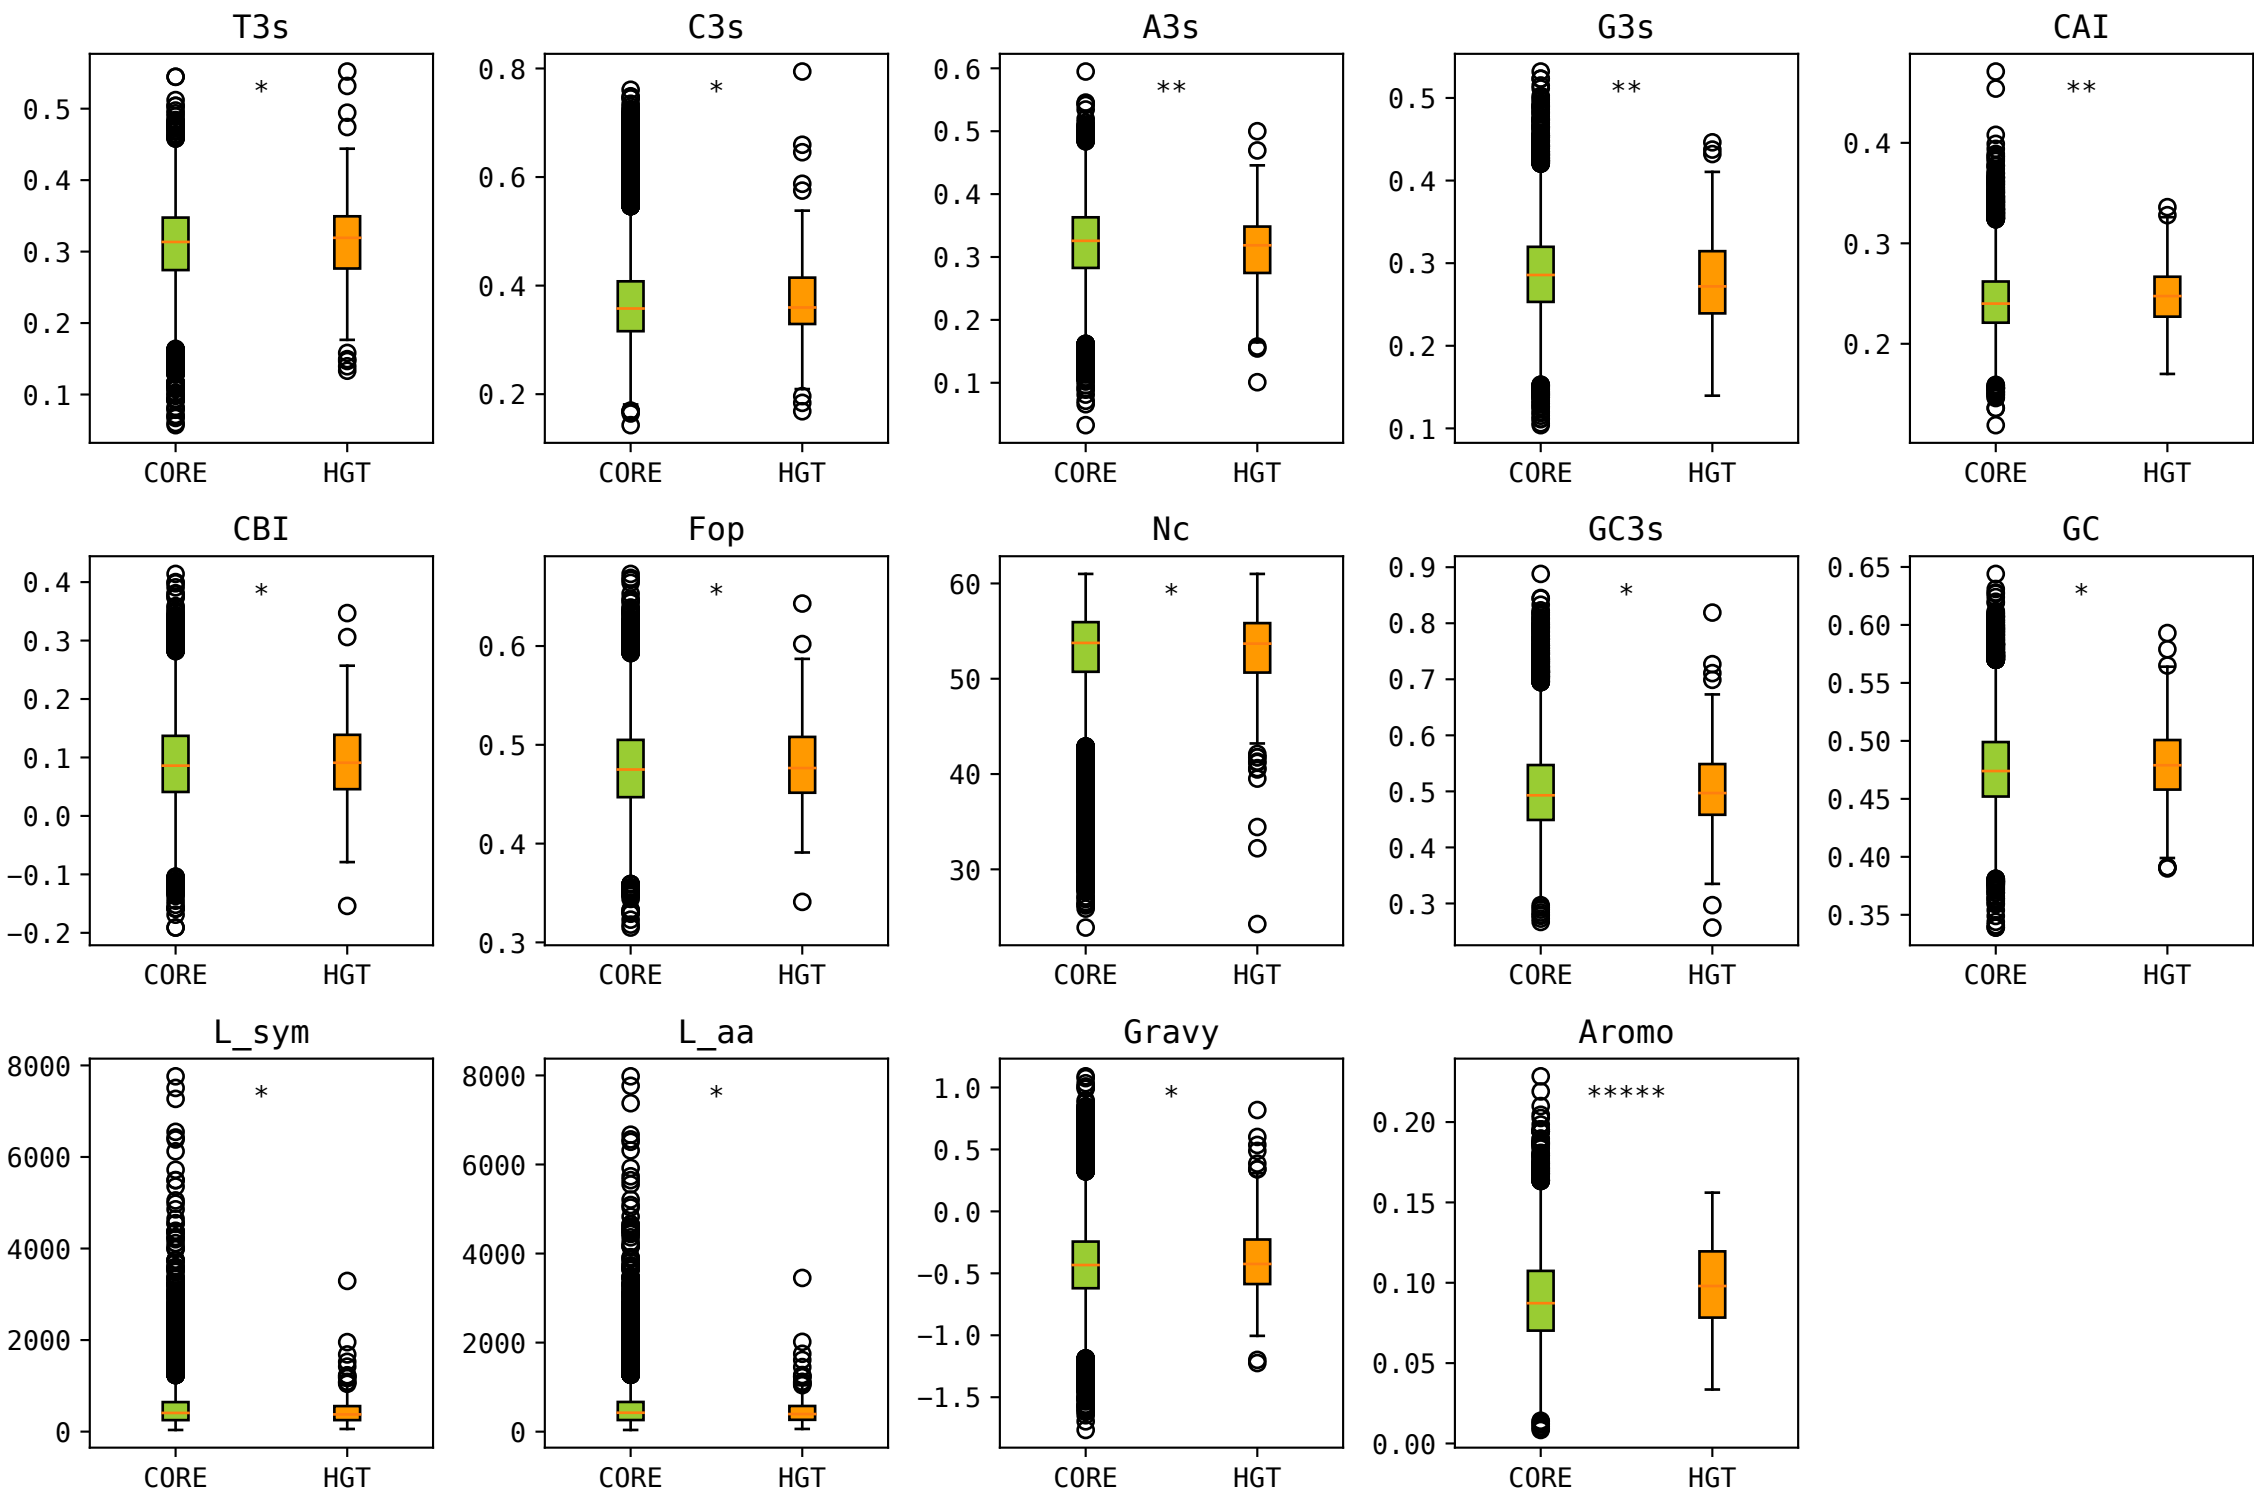 T3s C3s A3s G3s CAI
* * ** ** **
0.5 0.4 0.3 0.2 0.1
0.8 0.6 0.4 0.2
0.6 0.5 0.4 0.3 0.2 0.1
0.5 0.4 0.3 0.2 0.1
0.4 0.3 0.2
CORE HGT CORE HGT CORE HGT CORE HGT CORE HGT
CBI Fop Nc GC3s GC
* * * * *
0.4 0.3 0.2 0.1 0.0 −0.1 −0.2
0.6 0.5 0.4 0.3
60 50 40 30
0.9 0.8 0.7 0.6 0.5 0.4 0.3
0.65 0.60 0.55 0.50 0.45 0.40 0.35
CORE HGT CORE HGT CORE HGT CORE HGT CORE HGT
L_sym L_aa Gravy Aromo
* * * *****
8000 6000 4000 2000 0
8000 6000 4000 2000 0
1.0 0.5 0.0 −0.5 −1.0 −1.5
0.20 0.15 0.10 0.05 0.00
CORE HGT CORE HGT CORE HGT CORE HGT